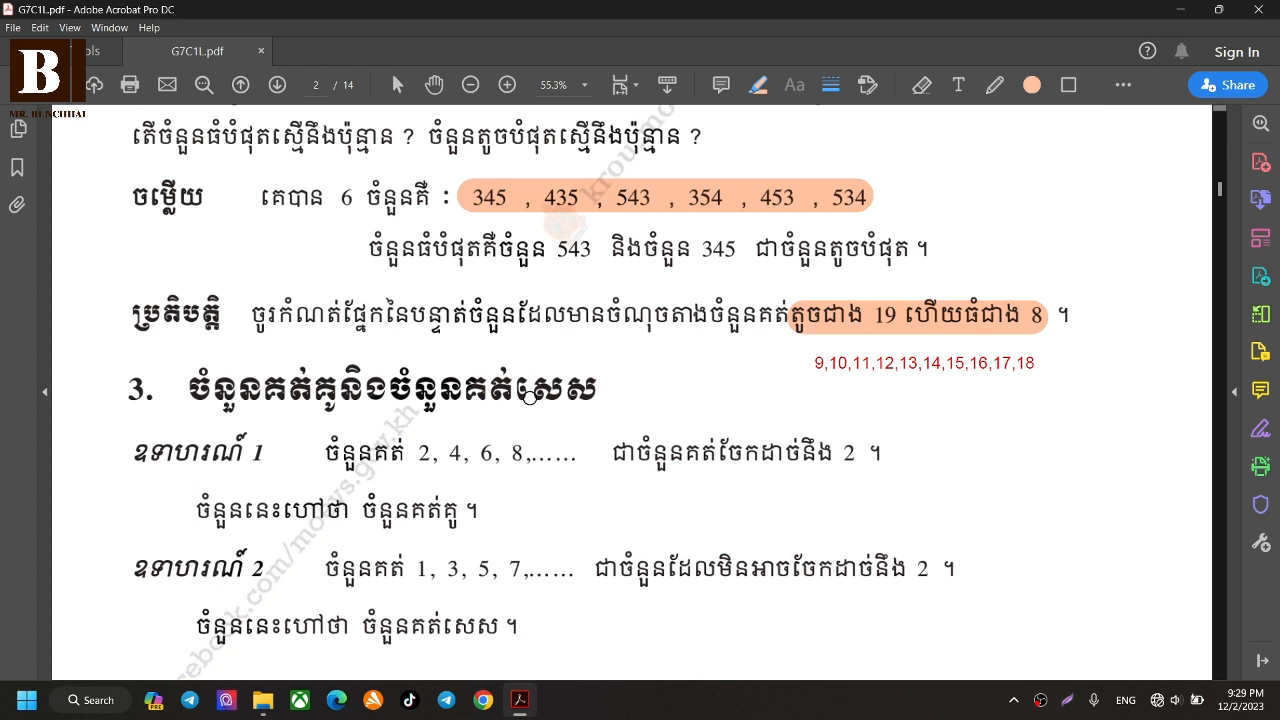 G7C1L.pdf - Adobe Acrobat Pro DC
File Edit View Window Help
ols G7C1L.pdf × Sign In
B
MR. BUNCHHAI
2 / 14 55.3% Aa Share
តើចំនួនធំបំផុតស្មើនឹងប៉ុន្មាន ? ចំនួនតូចបំផុតស្មើនឹងប៉ុន្មាន ?
ចម្លើយ គេបាន 6 ចំនួនគឺ : 345 , 435 , 543 , 354 , 453 , 534
ចំនួនធំបំផុតគឺចំនួន 543 និងចំនួន 345 ជាចំនួនតូចបំផុត ។
ប្រតិបត្តិ ចូរកំណត់ផ្នែកនៃបន្ទាត់ចំនួនដែលមានចំណុចតាងចំនួនគត់តូចជាង 19 ហើយធំជាង 8 ។
9,10,11,12,13,14,15,16,17,18
3. ចំនួនគត់គូនិងចំនួនគត់សេស
ឧទាហរណ៍ 1 ចំនួនគត់ 2, 4, 6, 8,...... ជាចំនួនគត់ចែកដាច់នឹង 2 ។
ចំនួននេះហៅថា ចំនួនគត់គូ ។
ឧទាហរណ៍ 2 ចំនួនគត់ 1, 3, 5, 7,...... ជាចំនួនដែលមិនអាចចែកដាច់នឹង 2 ។
ចំនួននេះហៅថា ចំនួនគត់សេស ។
Search PRE ENG 9:29 PM
12/2/2023